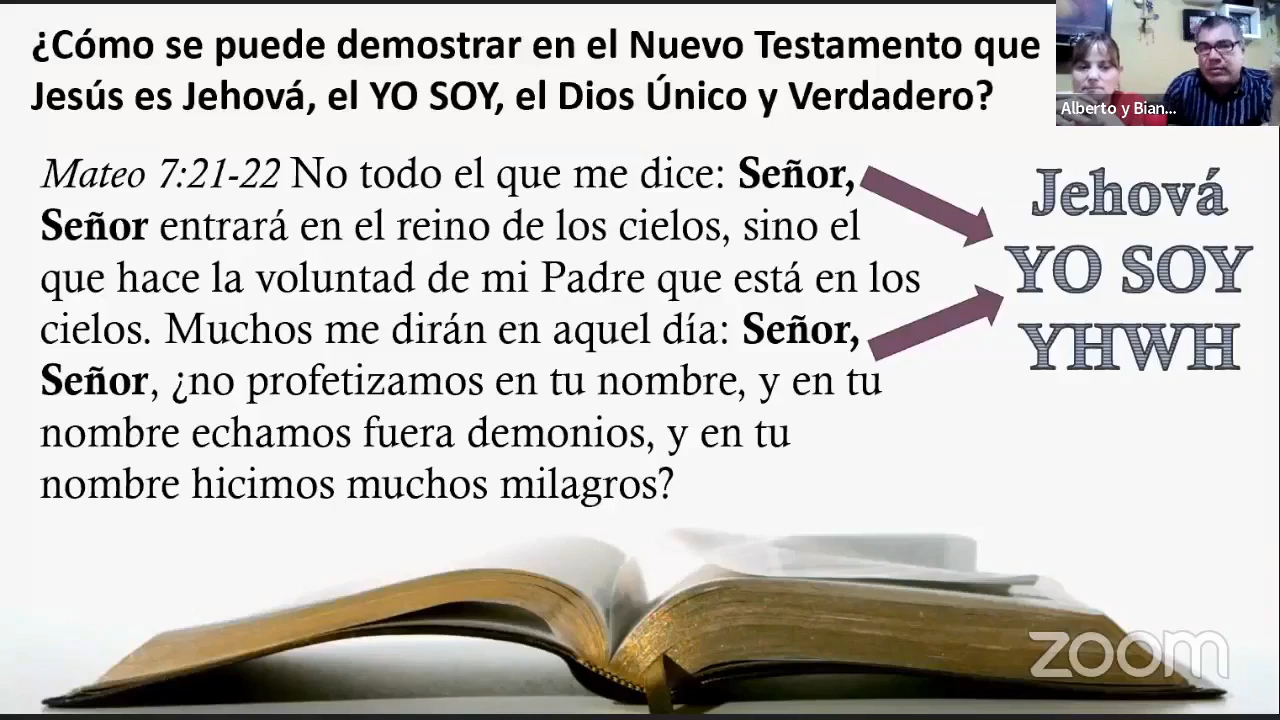 ¿Cómo se puede demostrar en el Nuevo Testamento que
Jesús es Jehová, el YO SOY, el Dios Único y Verdadero?
Alberto y Bian...
Mateo 7:21-22 No todo el que me dice: Señor,
Señor entrará en el reino de los cielos, sino el
que hace la voluntad de mi Padre que está en los
cielos. Muchos me dirán en aquel día: Señor,
Señor, ¿no profetizamos en tu nombre, y en tu
nombre echamos fuera demonios, y en tu
nombre hicimos muchos milagros?
Jehová
YO SOY
YHWH
zoom